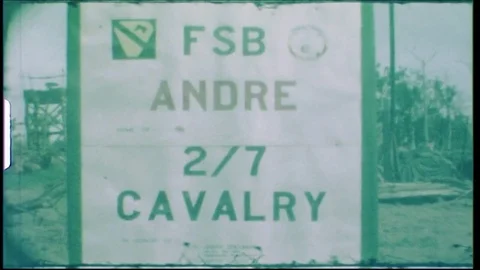 FSB
ANDRE
2/7
CAVALRY